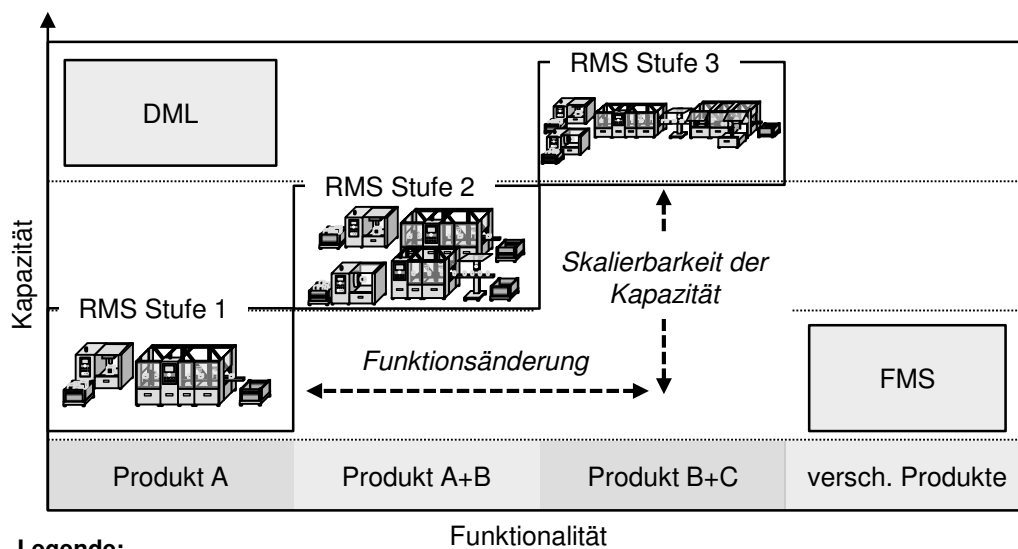 RMS Stufe 3
DML
RMS Stufe 2
Kapazität
Skalierbarkeit der
Kapazität
RMS Stufe 1
Funktionsänderung
FMS
Produkt A
Produkt A+B
Produkt B+C
versch. Produkte
Funktionalität
Legende: